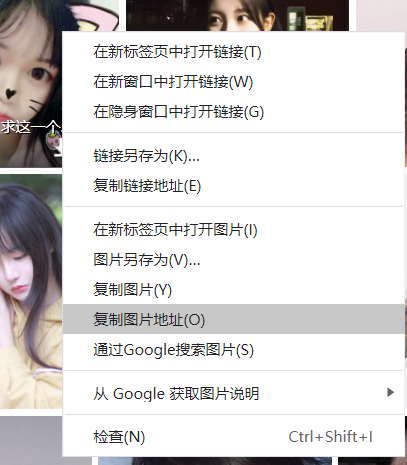 在新标签页中打开链接(T)
在新窗口中打开链接(W)
在隐身窗口中打开链接(G)
求这一个
链接另存为(K)...
复制链接地址(E)
在新标签页中打开图片(I)
图片另存为(V)...
复制图片(Y)
复制图片地址(O)
通过Google搜索图片(S)
从 Google 获取图片说明
检查(N) Ctrl+Shift+I